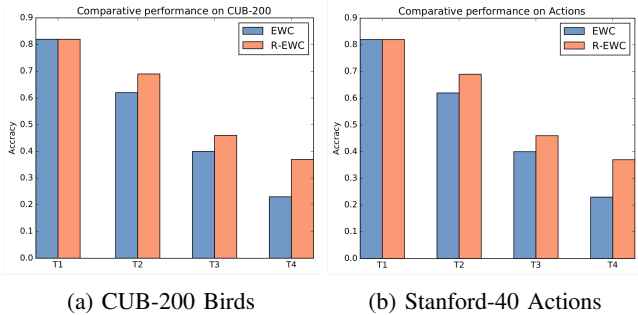 Comparative performance on CUB-200
0.9
0.8
0.7
0.6
0.5
0.4
0.3
0.2
0.1
0.0
Accracy
T1 T2 T3 T4
EWC
R-EWC
(a) CUB-200 Birds
Comparative performance on Actions
0.9
0.8
0.7
0.6
0.5
0.4
0.3
0.2
0.1
0.0
Accracy
T1 T2 T3 T4
EWC
R-EWC
(b) Stanford-40 Actions